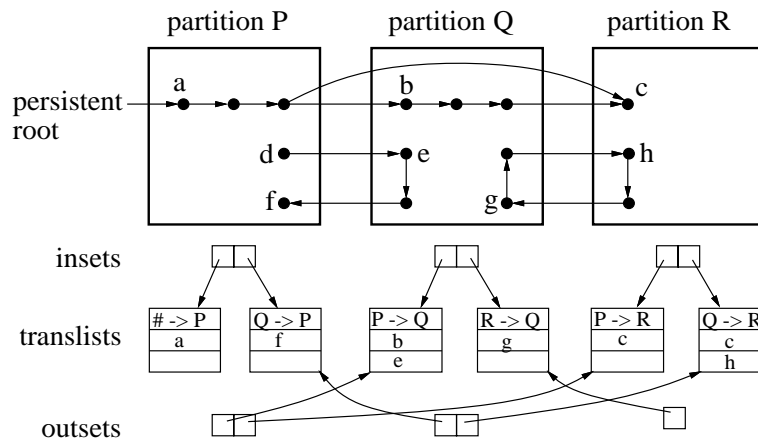 partition P partition Q partition R
a b c
persistent
root
d e h
f g
insets
# -> P Q -> P P -> Q R -> Q P -> R Q -> R
translists
a f b g c c
e h
outsets